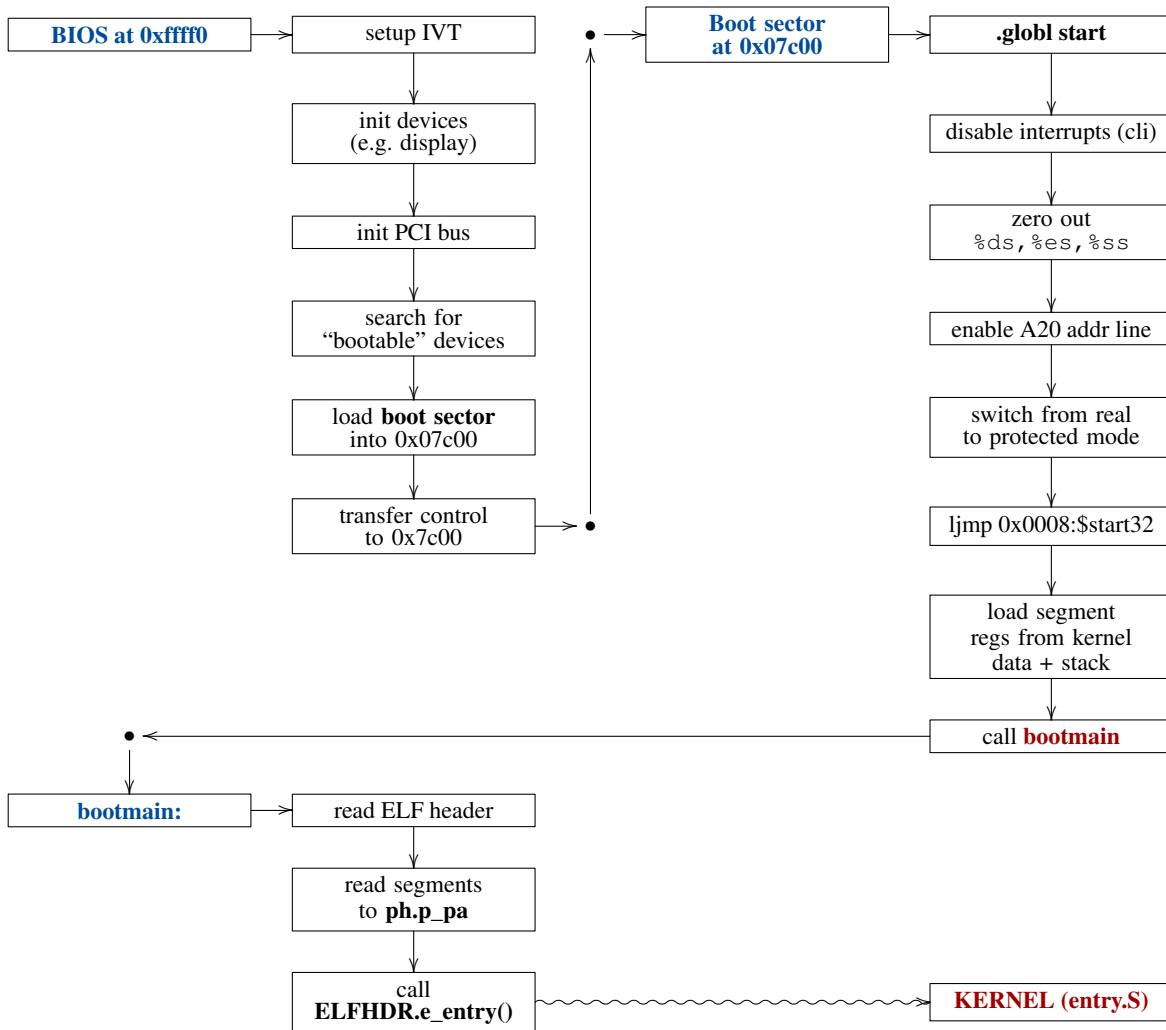 BIOS at 0xffff0
setup IVT
init devices
(e.g. display)
init PCI bus
search for
“bootable” devices
load boot sector
into 0x07c00
transfer control
to 0x7c00
Boot sector
at 0x07c00
.globl start
disable interrupts (cli)
zero out
%ds,%es,%ss
enable A20 addr line
switch from real
to protected mode
ljmp 0x0008:$start32
load segment
regs from kernel
data + stack
call bootmain
bootmain:
read ELF header
read segments
to ph.p_pa
call
ELFHDR.e_entry()
KERNEL (entry.S)